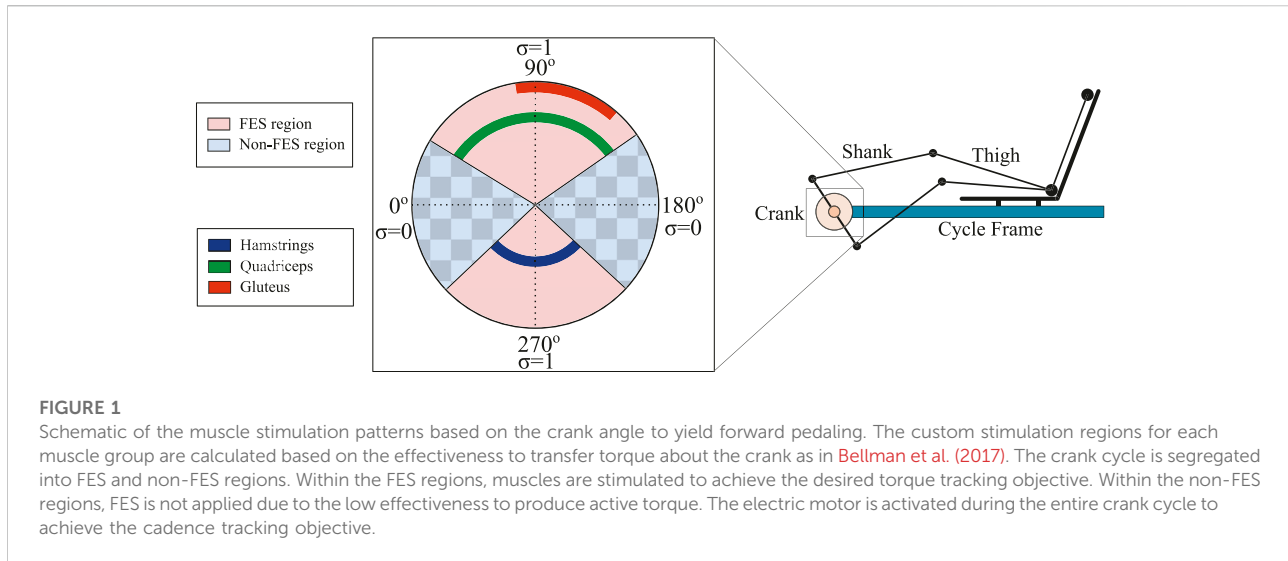 σ=1
90º
FES region
Non-FES region
0º
σ=0
180º
σ=0
Hamstrings
Quadriceps
Gluteus
270º
σ=1
Shank
Thigh
Crank
Cycle Frame
FIGURE 1
Schematic of the muscle stimulation patterns based on the crank angle to yield forward pedaling. The custom stimulation regions for each
muscle group are calculated based on the effectiveness to transfer torque about the crank as in Bellman et al. (2017). The crank cycle is segregated
into FES and non-FES regions. Within the FES regions, muscles are stimulated to achieve the desired torque tracking objective. Within the non-FES
regions, FES is not applied due to the low effectiveness to produce active torque. The electric motor is activated during the entire crank cycle to
achieve the cadence tracking objective.